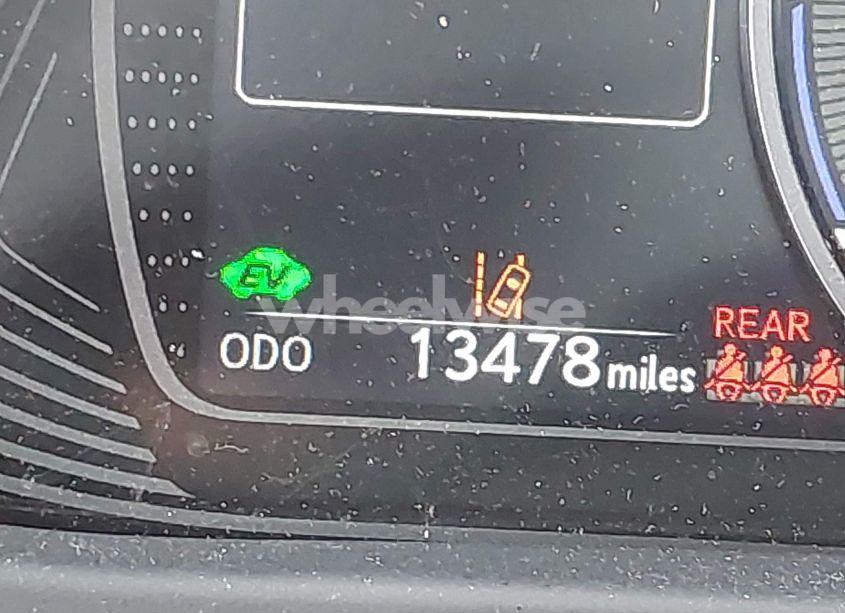 EV
wheelwise
REAR
ODO 13478 miles